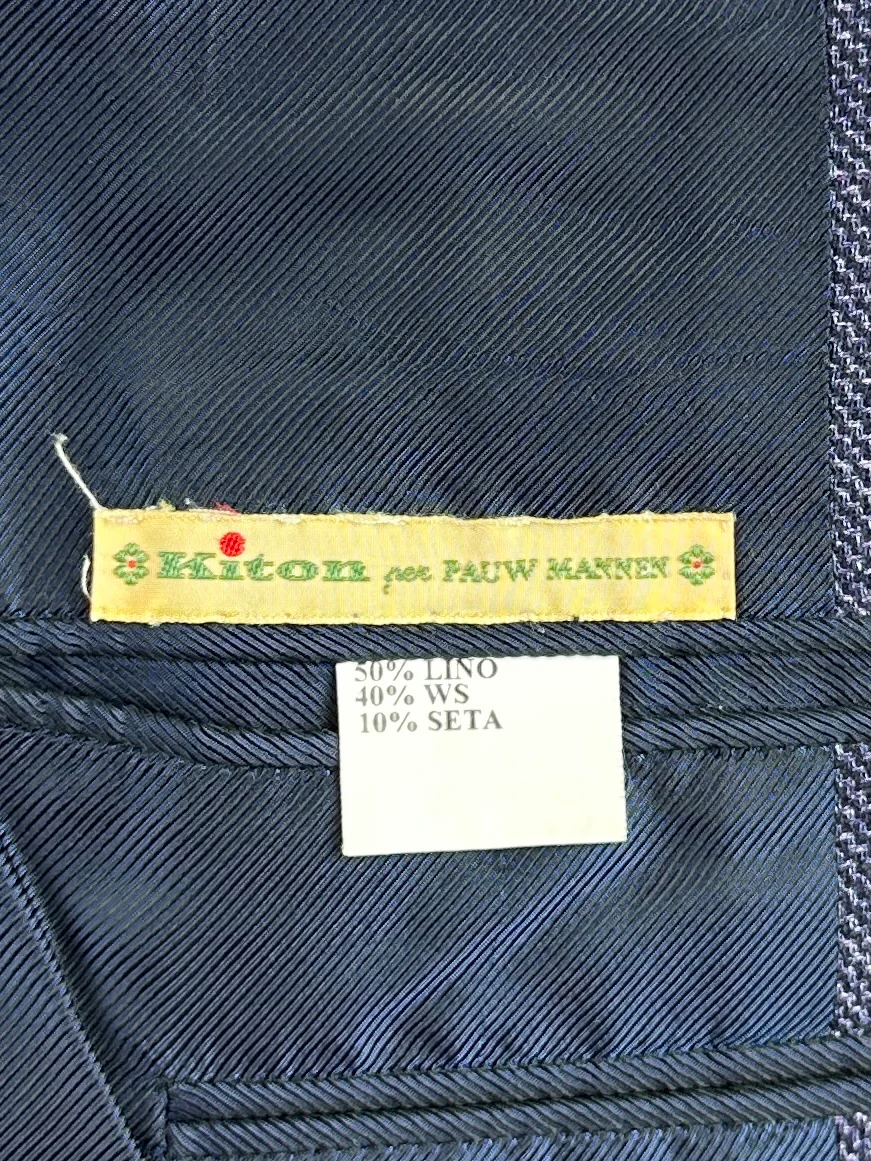 Kiton per PAUW MANNEN
50% LINO
40% WS
10% SETA